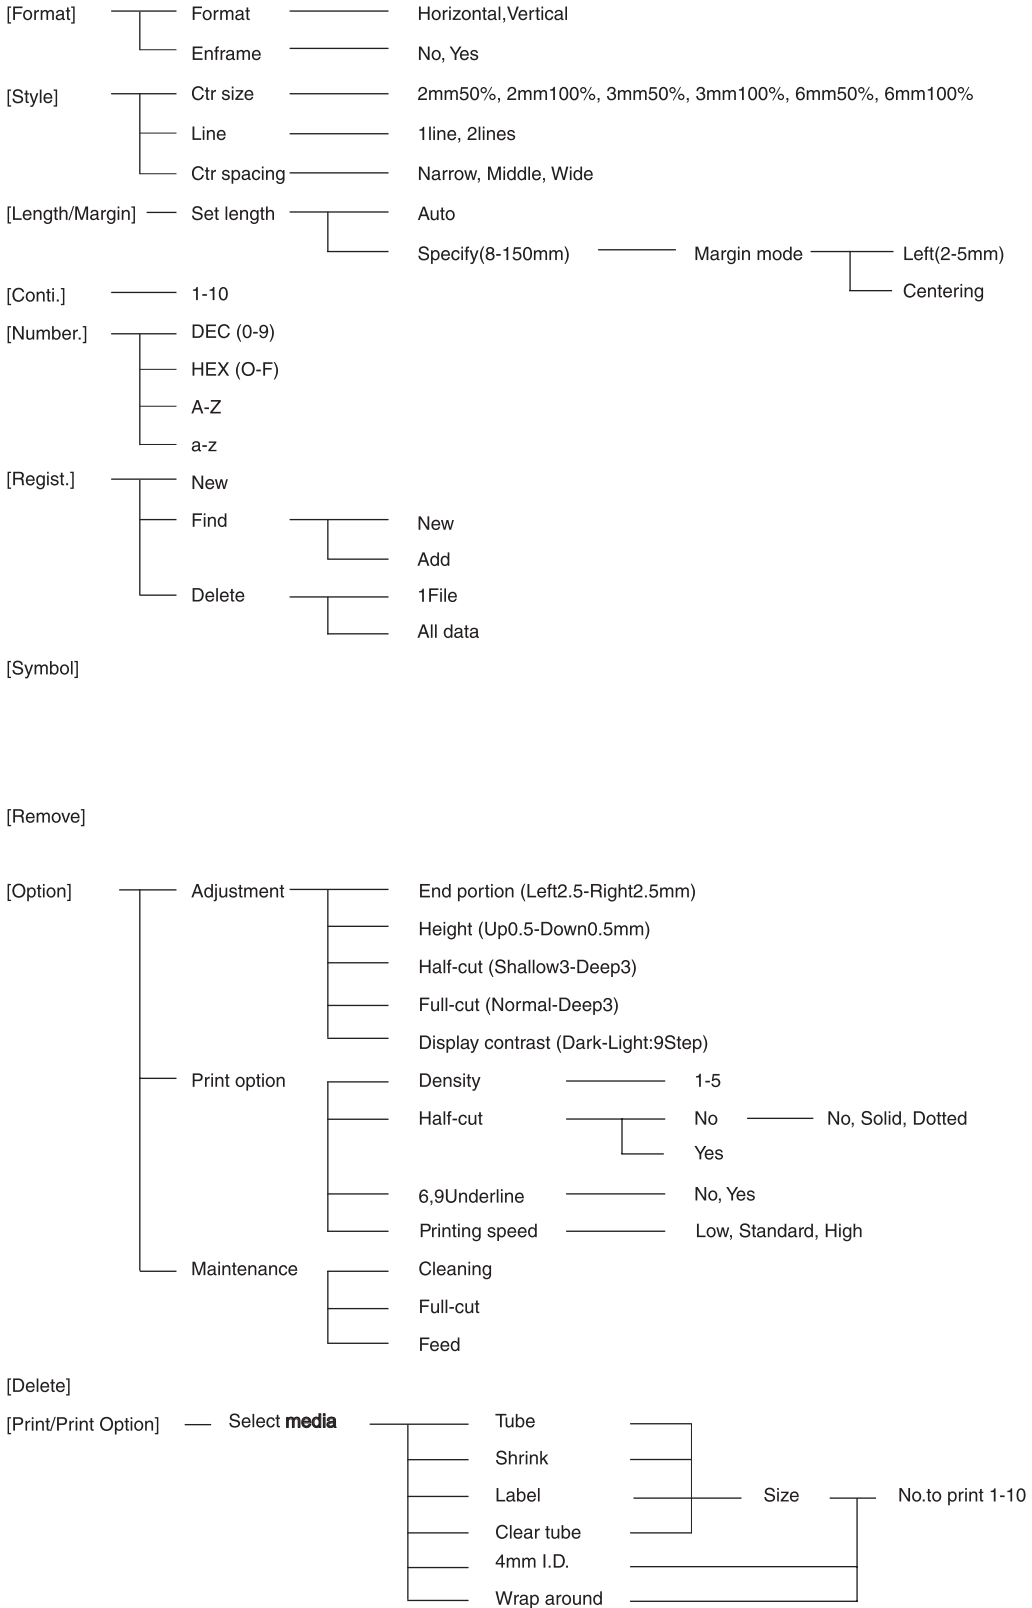 [Format] Format Horizontal,Vertical
Enframe No, Yes
[Style] Ctr size 2mm50%, 2mm100%, 3mm50%, 3mm100%, 6mm50%, 6mm100%
Line 1line, 2lines
Ctr spacing Narrow, Middle, Wide
[Length/Margin] Set length Auto
Specify(8-150mm) Margin mode Left(2-5mm)
Centering
[Conti.] 1-10
[Number.] DEC (0-9)
HEX (O-F)
A-Z
a-z
[Regist.] New
Find New
Add
Delete 1File
All data
[Symbol]
[Remove]
[Option] Adjustment End portion (Left2.5-Right2.5mm)
Height (Up0.5-Down0.5mm)
Half-cut (Shallow3-Deep3)
Full-cut (Normal-Deep3)
Display contrast (Dark-Light:9Step)
Print option Density 1-5
Half-cut No No, Solid, Dotted
Yes
6,9Underline No, Yes
Printing speed Low, Standard, High
Maintenance Cleaning
Full-cut
Feed
[Delete]
[Print/Print Option] Select media Tube
Shrink
Label Size No.to print 1-10
Clear tube
4mm I.D.
Wrap around